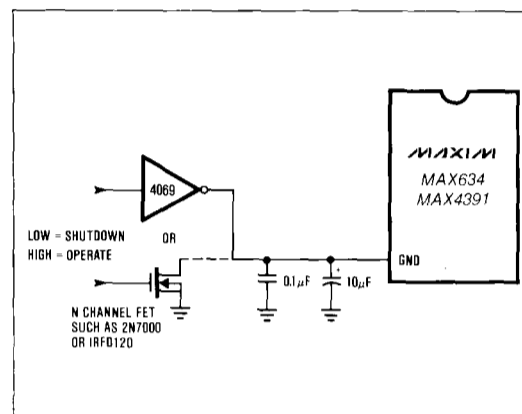 MAXIM
MAX634
MAX4391
4069
LOW = SHUTDOWN
HIGH = OPERATE
OR
GND
0.1µF
+
10µF
N CHANNEL FET
SUCH AS 2N7000
OR IRFD120